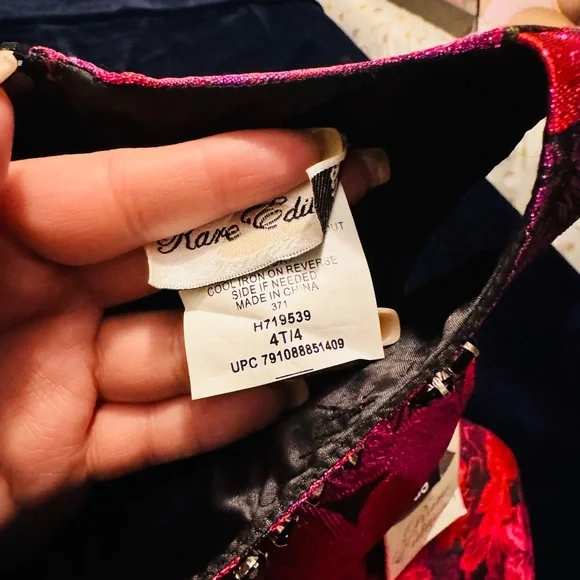 Rare Edi
COOL IRON ON REVERSE
SIDE IF NEEDED
MADE IN CHINA
371
H719539
4T/4
UPC 791088851409